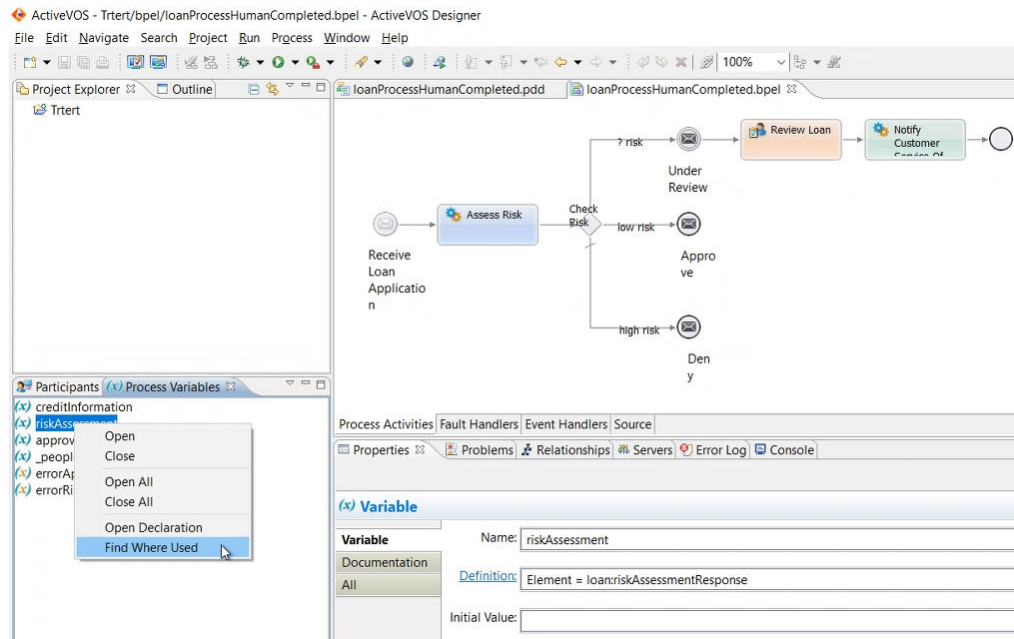 ActiveVOS - Trtert/bpel/loanProcessHumanCompleted.bpel - ActiveVOS Designer
File Edit Navigate Search Project Run Process Window Help
100%
Project Explorer Outline
Trtert
loanProcessHumanCompleted.pdd loanProcessHumanCompleted.bpel
? risk
Under
Review
Review Loan
Notify
Customer
Receive
Loan
Applicatio
n
Assess Risk
Check
Risk
low risk
Appro
ve
high risk
Den
y
Process Activities Fault Handlers Event Handlers Source
Participants (x) Process Variables
(x) creditInformation
(x) riskAssessment
(x) approv
(x) _peopl
(x) errorAp
(x) errorRi
Open
Close
Open All
Close All
Open Declaration
Find Where Used
Properties Problems Relationships Servers Error Log Console
(x) Variable
Variable
Documentation
All
Name: riskAssessment
Definition: Element = loan:riskAssessmentResponse
Initial Value: